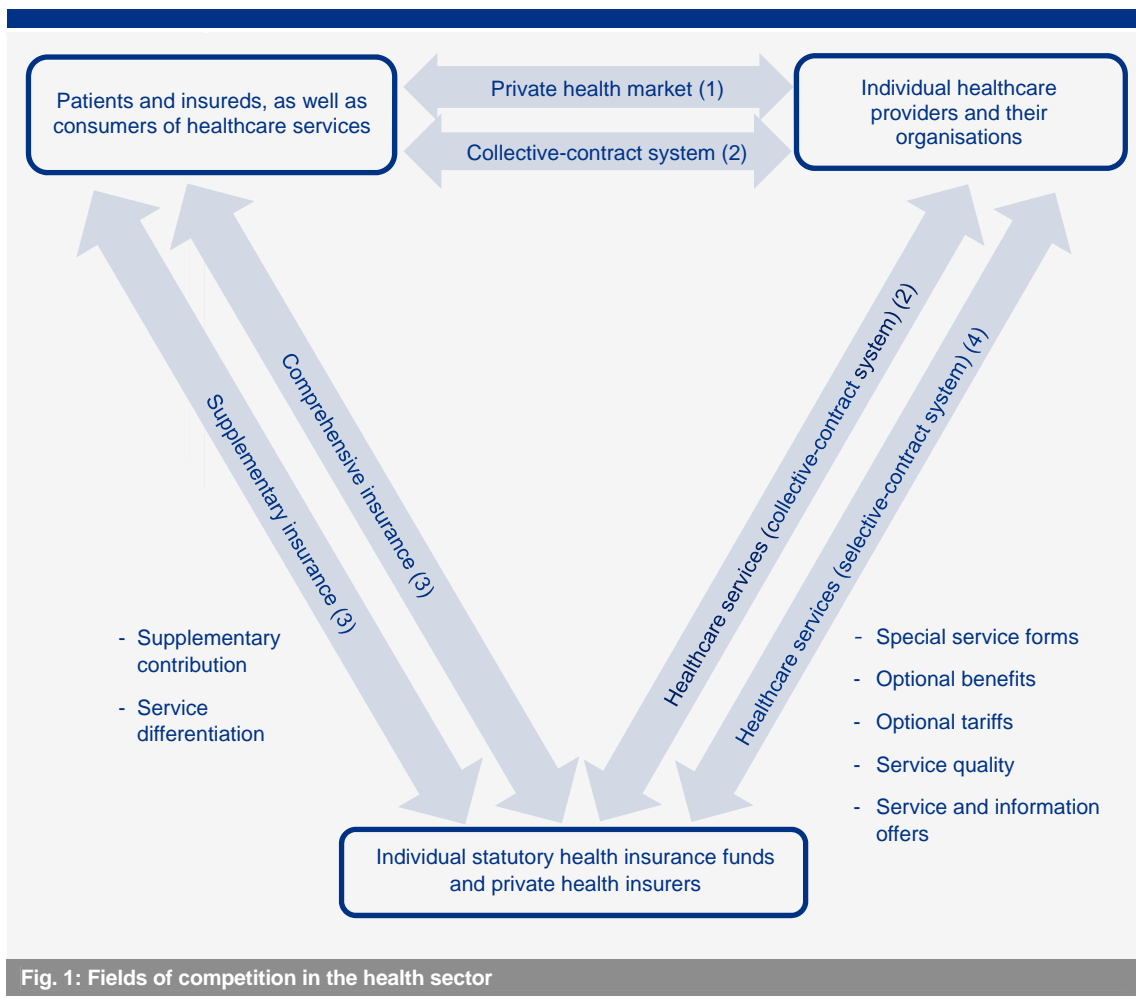 Patients and insureds, as well as
consumers of healthcare services
Private health market (1)
Collective-contract system (2)
Individual healthcare
providers and their
organisations
Supplementary insurance (3)
Comprehensive insurance (3)
Healthcare services (collective-contract system) (2)
Healthcare services (selective-contract system) (4)
- Supplementary
contribution
- Service
differentiation
- Special service forms
- Optional benefits
- Optional tariffs
- Service quality
- Service and information
offers
Individual statutory health insurance funds
and private health insurers
Fig. 1: Fields of competition in the health sector